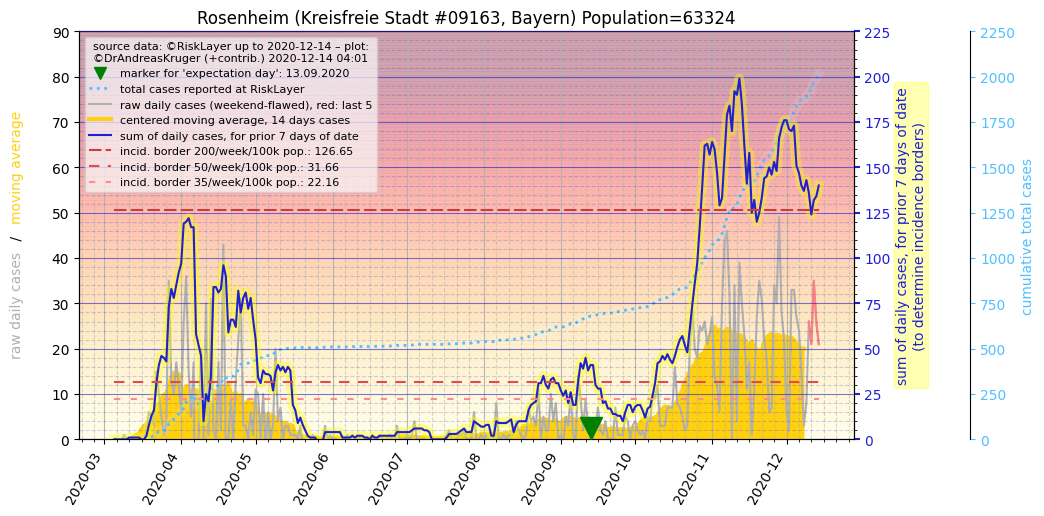 Rosenheim (Kreisfreie Stadt #09163, Bayern) Population=63324
source data: ©RiskLayer up to 2020-12-14 – plot:
©DrAndreasKruger (+contrib.) 2020-12-14 04:01
marker for 'expectation day': 13.09.2020
total cases reported at RiskLayer
raw daily cases (weekend-flawed), red: last 5
centered moving average, 14 days cases
sum of daily cases, for prior 7 days of date
incid. border 200/week/100k pop.: 126.65
incid. border 50/week/100k pop.: 31.66
incid. border 35/week/100k pop.: 22.16
raw daily cases / moving average
90
80
70
60
50
40
30
20
10
0
2020-03
2020-04
2020-05
2020-06
2020-07
2020-08
2020-09
2020-10
2020-11
2020-12
225
200
175
150
125
100
75
50
25
0
sum of daily cases, for prior 7 days of date
(to determine incidence borders)
2250
2000
1750
1500
1250
1000
750
500
250
0
cumulative total cases